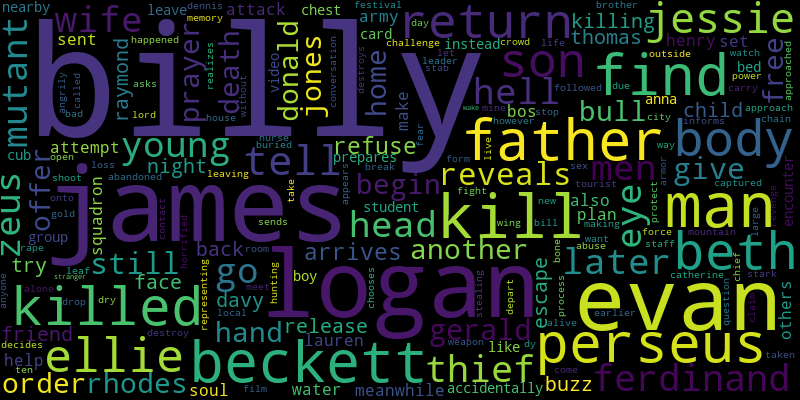 nearby wife leave attack chest army card return festival brother jessie
billy
sent prayer death donald jones video home instead killing thomas henry set
mutant raymond make son find free
realizes hell bed
young night attempt cub tell refuse bull bos child anna
father body
prepares reveals men give
zeus offer squadron group
james begin head kill eye man beth
still student another also plan later
try face back arrives
go davy boy logan escape evan
killed hand release lauren gerald perseus others
friend help ellie beckett like thief meanwhile accidentally buzz ferdinand
order rhodes soul water
angrily bad called memory dennis happened asks lord house without
challenge crowd day let leader stab life outside watch power approached
due followed stop mine however fear nurse buried
city informs approach chain carry way
open loss shoot abandoned leaving onto gold contact
appears break form live fight wake sex tourist
captured encounter armor protect force mountain new wing bill making want abuse staff
rape leaf stranger horrified sends take room meet
representing hunting chooses stealing depart bone process chief catherine stark question large claim revenge
anyone alone drop dry destroy decides ten local film
weapon dy alive earlier come taken
destroys conversation